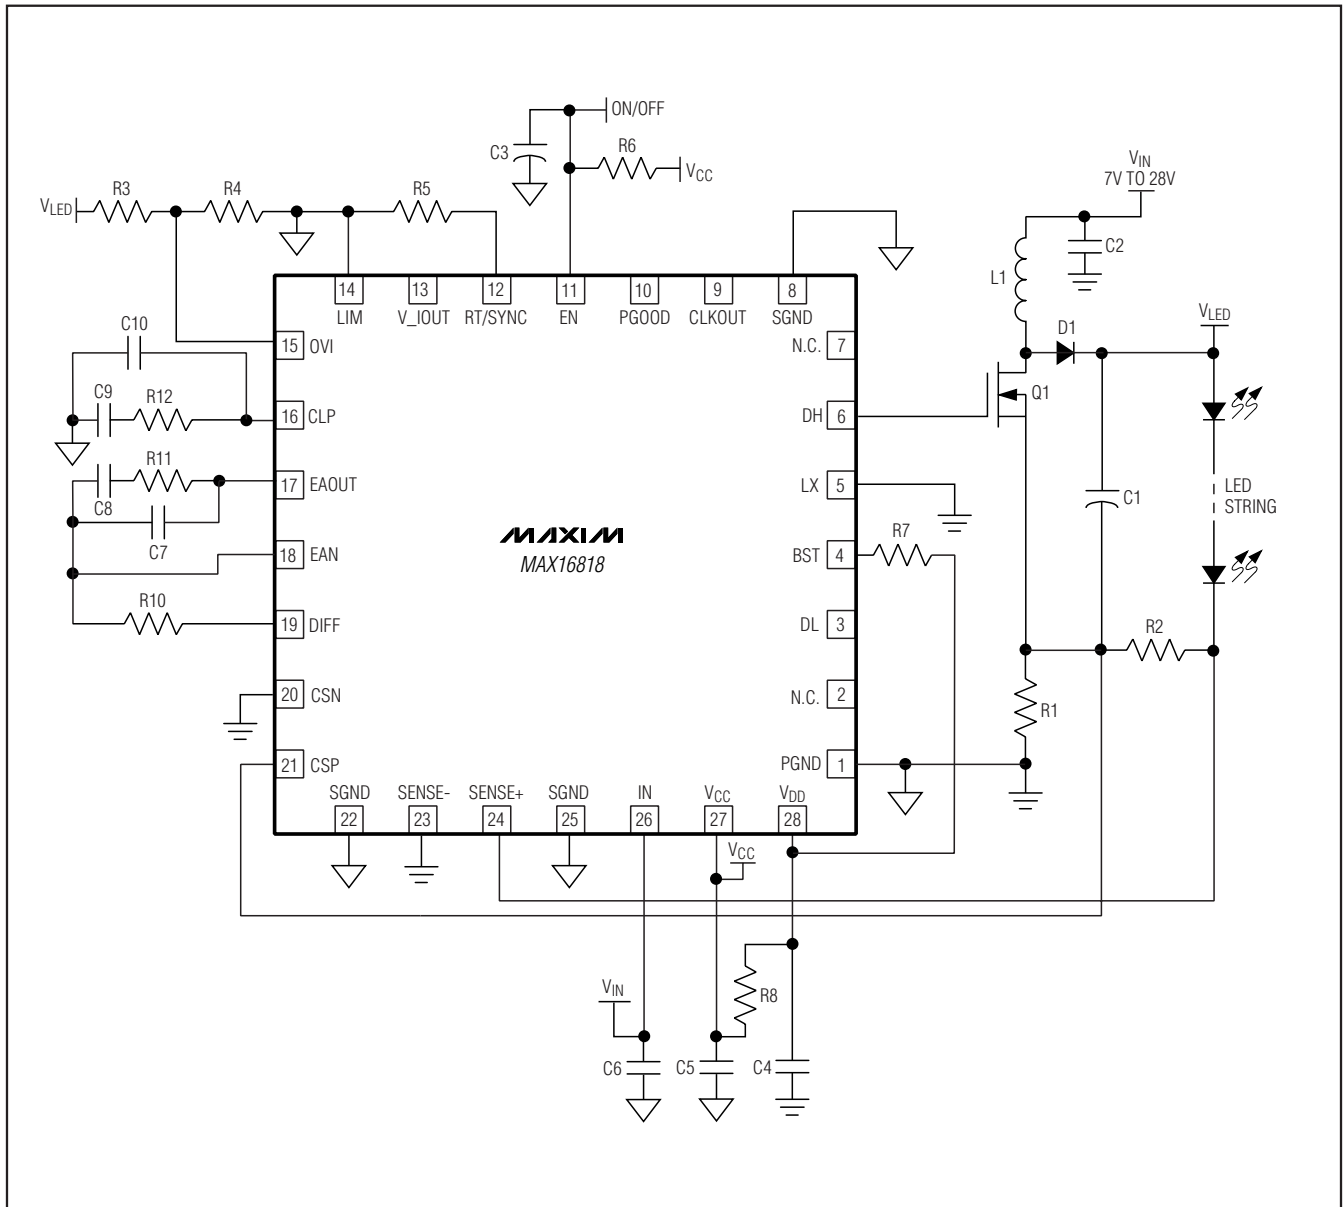 ON/OFF
C3
R6
VCC
VIN
7V TO 28V
R3
R4
R5
VLED
C2
L1
14
13
12
11
10
9
8
LIM
V_IOUT
RT/SYNC
EN
PGOOD
CLKOUT
SGND
VLED
C10
D1
15
OVI
N.C.
7
C9
R12
Q1
16
CLP
DH
6
R11
17
EAOUT
LX
5
LED
STRING
C8
C1
C7
MAXIM
MAX16818
R7
18
EAN
BST
4
R10
19
DIFF
DL
3
R2
20
CSN
N.C.
2
R1
21
CSP
PGND
1
SGND
SENSE-
SENSE+
SGND
IN
VCC
VDD
22
23
24
25
26
27
28
VCC
VIN
R8
C6
C5
C4